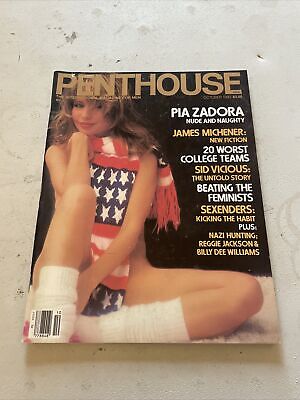 PENTHOUSE
PIA ZADORA
NUDE AND NAUGHTY
JAMES MICHENER:
NEW FICTION
20 WORST
COLLEGE TEAMS
SID VICIOUS:
THE UNTOLD STORY
BEATING THE
FEMINISTS
SEXENDERS:
KICKING THE HABIT
PLUS:
NAZI HUNTING:
REGGIE JACKSON &
BILLY DEE WILLIAMS